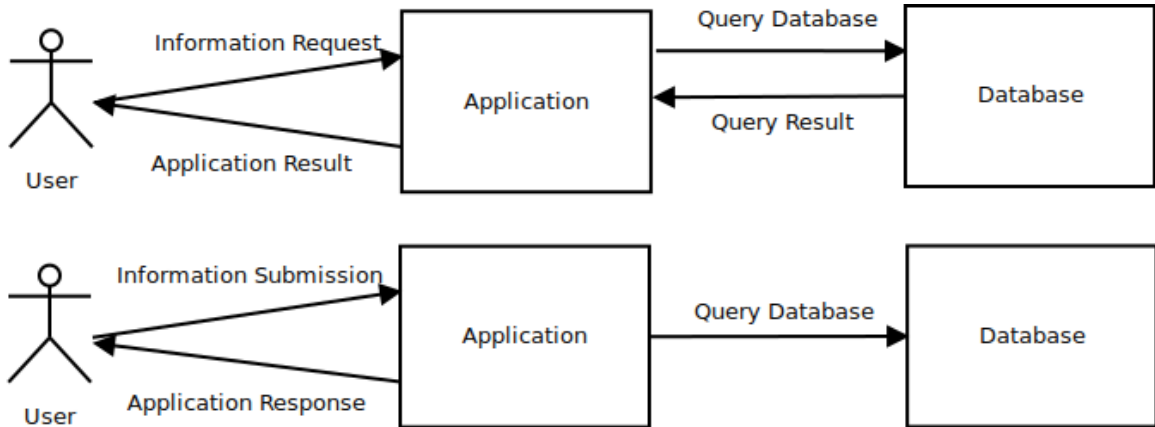 Query Database
Information Request
Application
Database
Query Result
Application Result
User
Information Submission
Query Database
Application
Database
Application Response
User